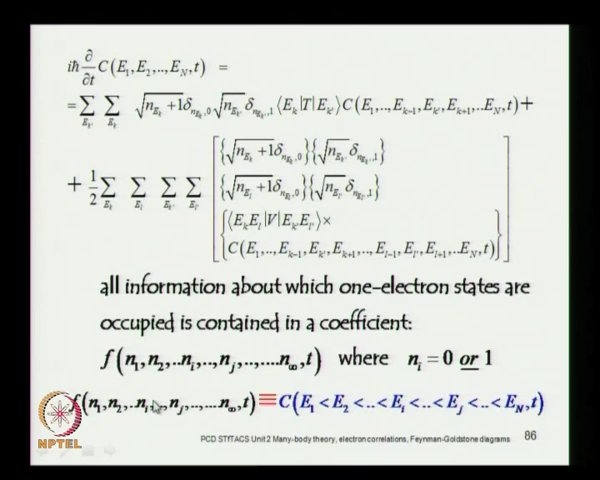 iħ ∂/∂t C(E₁,E₂,..,E_N,t) =
= Σ_{E_k'} Σ_{E_k} √(n_{E_k}+1) δ_{n_{E_k},0} √(n_{E_k'}) δ_{n_{E_k'},1} ⟨E_k|T|E_k'⟩ C(E₁,..,E_{k-1},E_k',E_{k+1},..E_N,t) +
+ 1/2 Σ_{E_k} Σ_{E_l} Σ_{E_k'} Σ_{E_l'} [ {√(n_{E_k}+1) δ_{n_{E_k},0}} {√(n_{E_k'}) δ_{n_{E_k'},1}}
{√(n_{E_l}+1) δ_{n_{E_l},0}} {√(n_{E_l'}) δ_{n_{E_l'},1}}
{ ⟨E_k E_l|V|E_k' E_l'⟩ ×
C(E₁,..,E_{k-1},E_k',E_{k+1},..,E_{l-1},E_l',E_{l+1},..E_N,t) } ]
all information about which one-electron states are
occupied is contained in a coefficient:
f(n₁,n₂,..n_i,..,n_j,..,....n_∞,t) where n_i = 0 or 1
f(n₁,n₂,..n_i,..,n_j,..,....n_∞,t) ≡ C(E₁ < E₂ < ..< E_i < ..< E_j < ..< E_N,t)
NPTEL
PCD STiTACS Unit 2 Many-body theory, electron correlations, Feynman-Goldstone diagrams 86